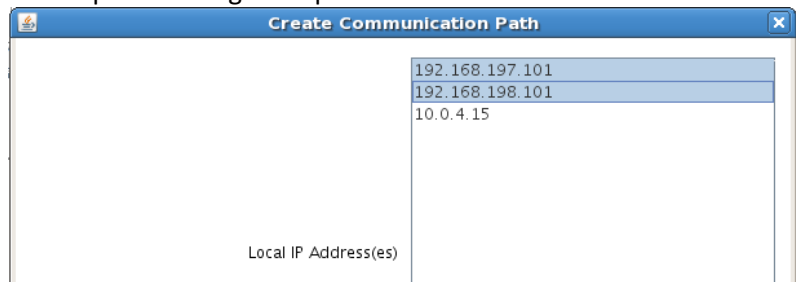 Create Communication Path
192.168.197.101
192.168.198.101
10.0.4.15
Local IP Address(es)